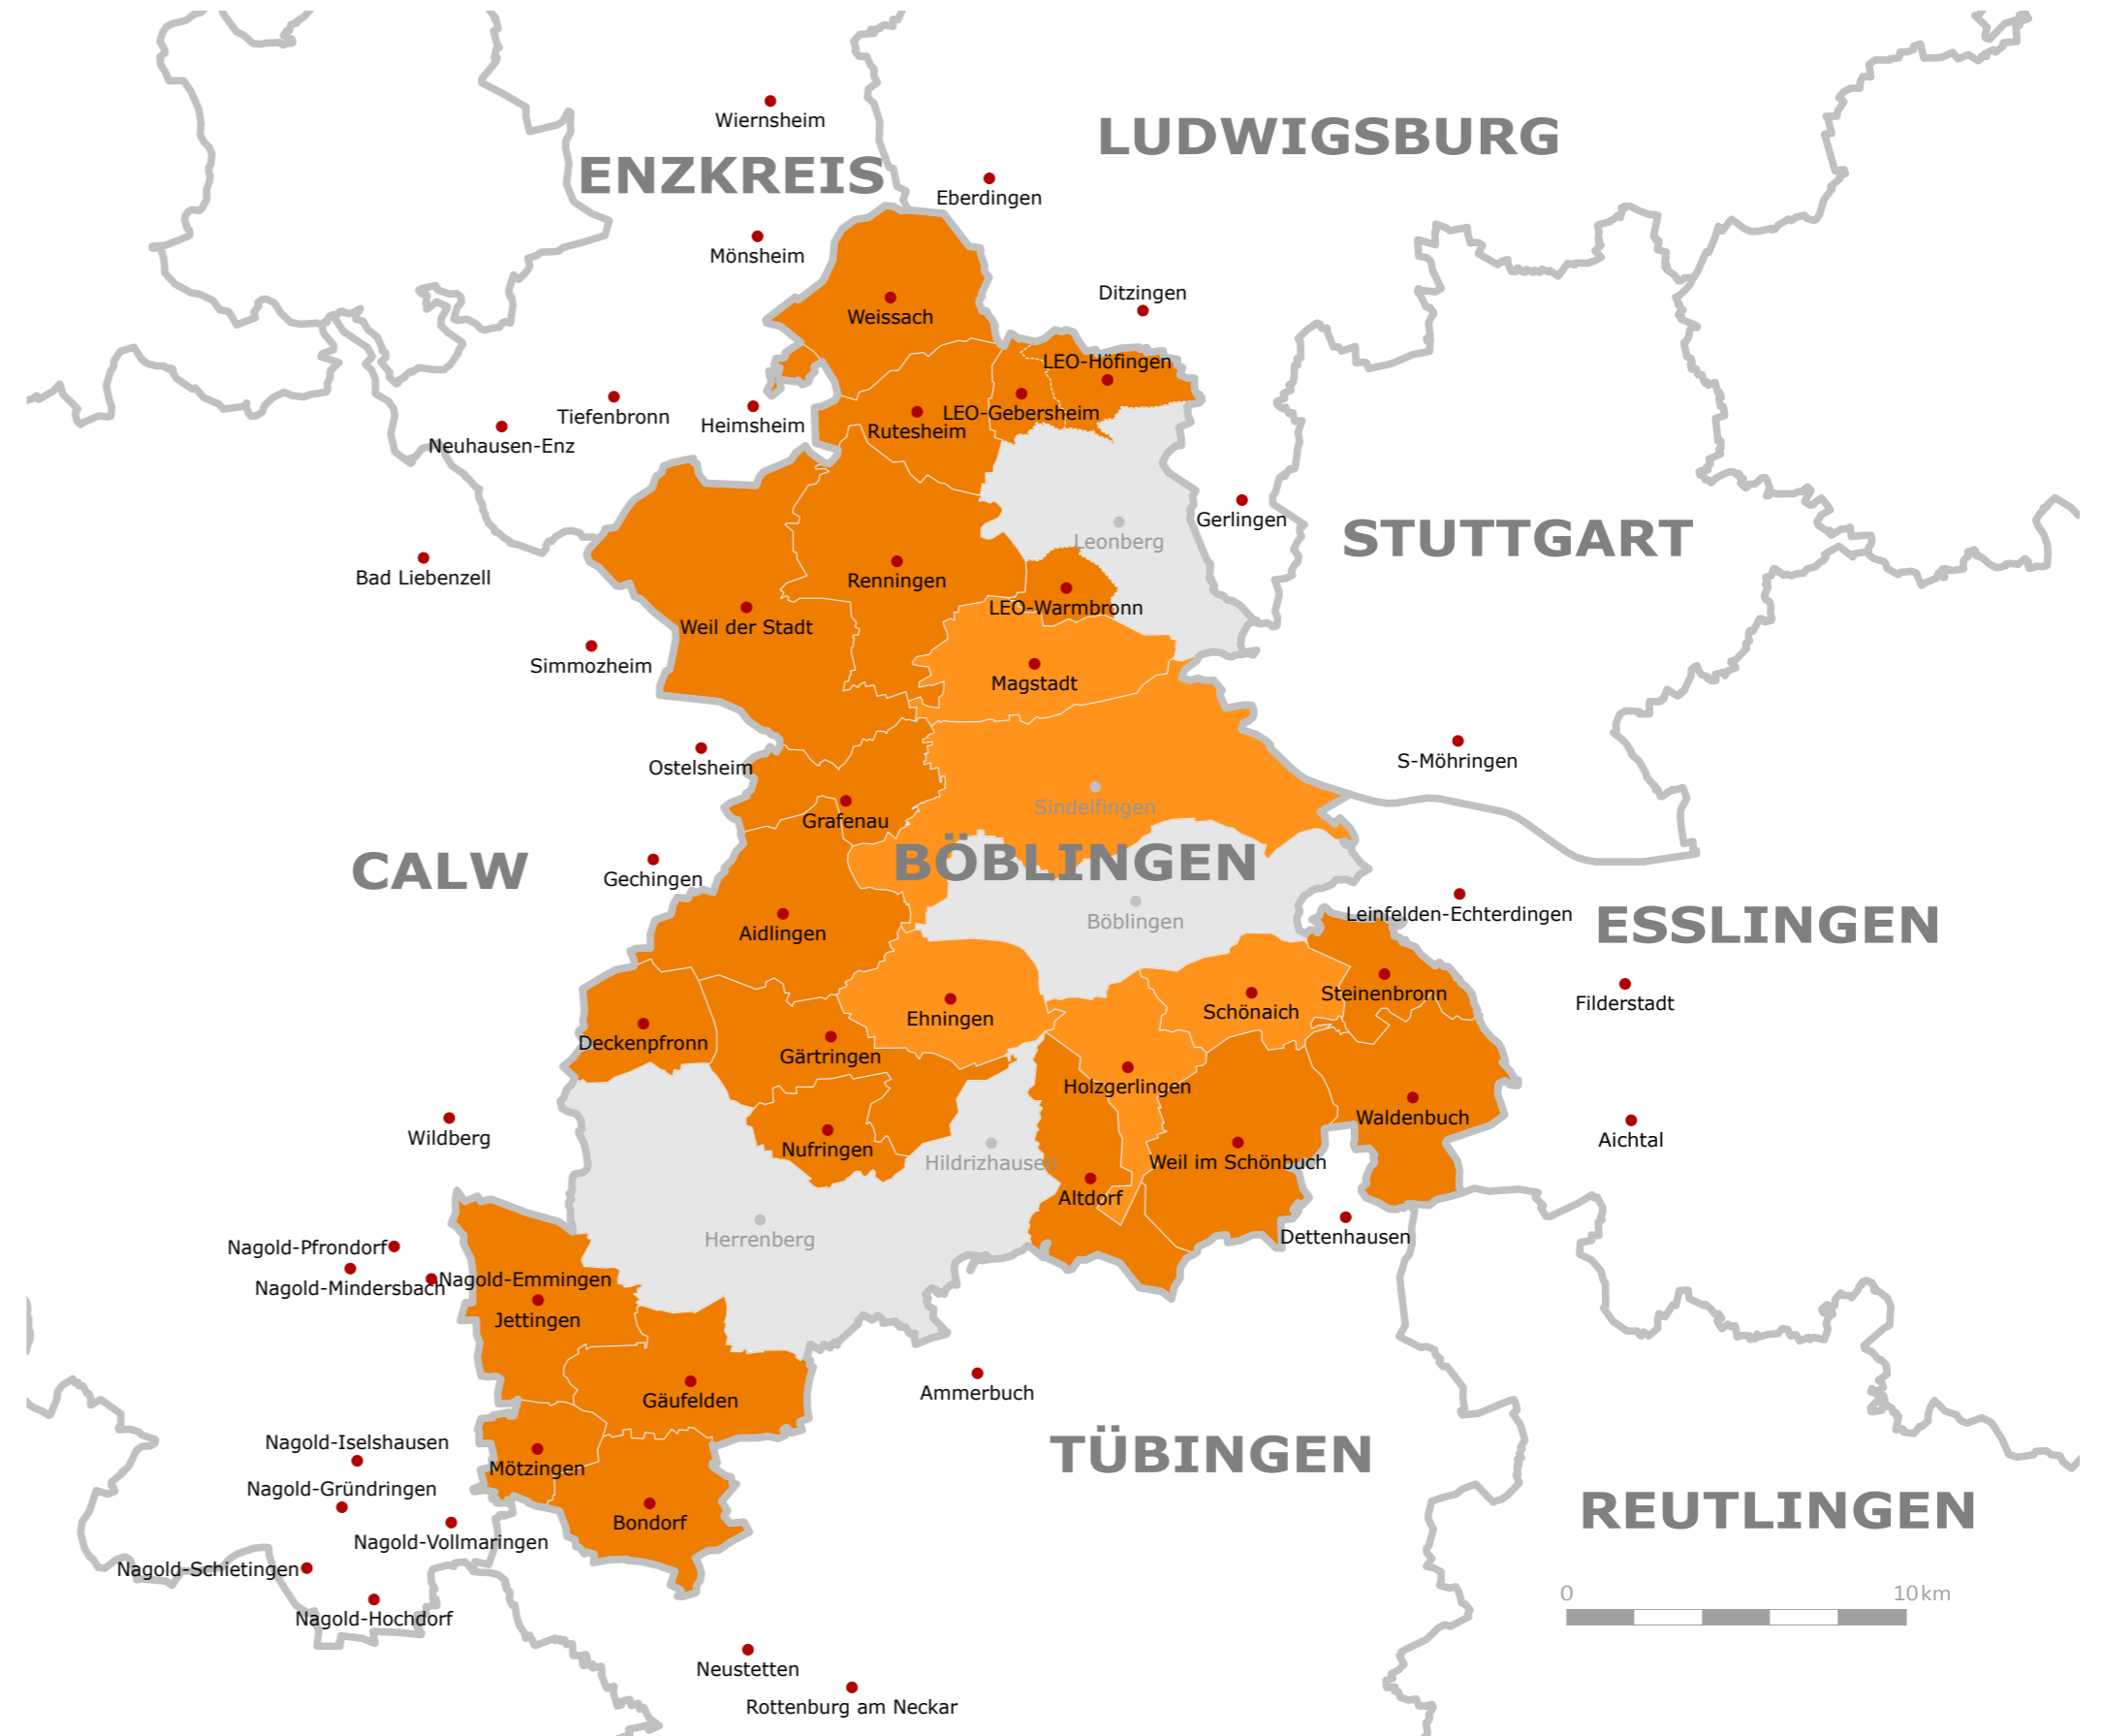 Wiernsheim
LUDWIGSBURG
ENZKREIS
Eberdingen
Mönsheim
Ditzingen
Weissach
LEO-Höfingen
Tiefenbronn
Heimsheim
LEO-Gebersheim
Rutesheim
Neuhausen-Enz
Gerlingen
STUTTGART
Leonberg
Bad Liebenzell
Renningen
LEO-Warmbronn
Weil der Stadt
Simmozheim
Magstadt
Ostelsheim
S-Möhringen
Sindelfingen
Grafenau
BÖBLINGEN
CALW
Gechingen
Leinfelden-Echterdingen
Böblingen
ESSLINGEN
Aidlingen
Steinenbronn
Filderstadt
Schönaich
Ehningen
Deckenpfronn
Gärtringen
Holzgerlingen
Waldenbuch
Wildberg
Aichtal
Nufringen
Hildrizhausen
Weil im Schönbuch
Altdorf
Dettenhausen
Herrenberg
Nagold-Pfrondorf
Nagold-Emmingen
Nagold-Mindersbach
Jettingen
Ammerbuch
Gäufelden
Nagold-Iselshausen
TÜBINGEN
Mötzingen
Nagold-Gründringen
REUTLINGEN
Bondorf
Nagold-Vollmaringen
Nagold-Schietingen
0 10 km
Nagold-Hochdorf
Neustetten
Rottenburg am Neckar